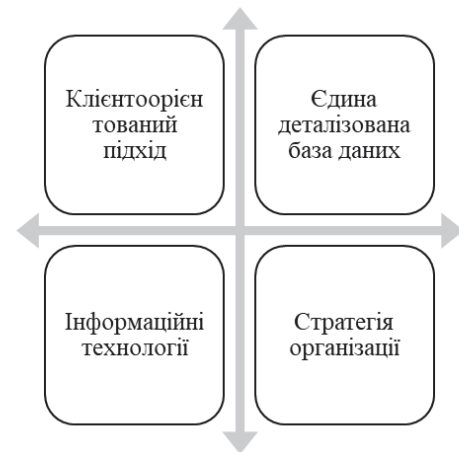 Клієнтоорієн
тований
підхід
Єдина
деталізована
база даних
Інформаційні
технології
Стратегія
організації